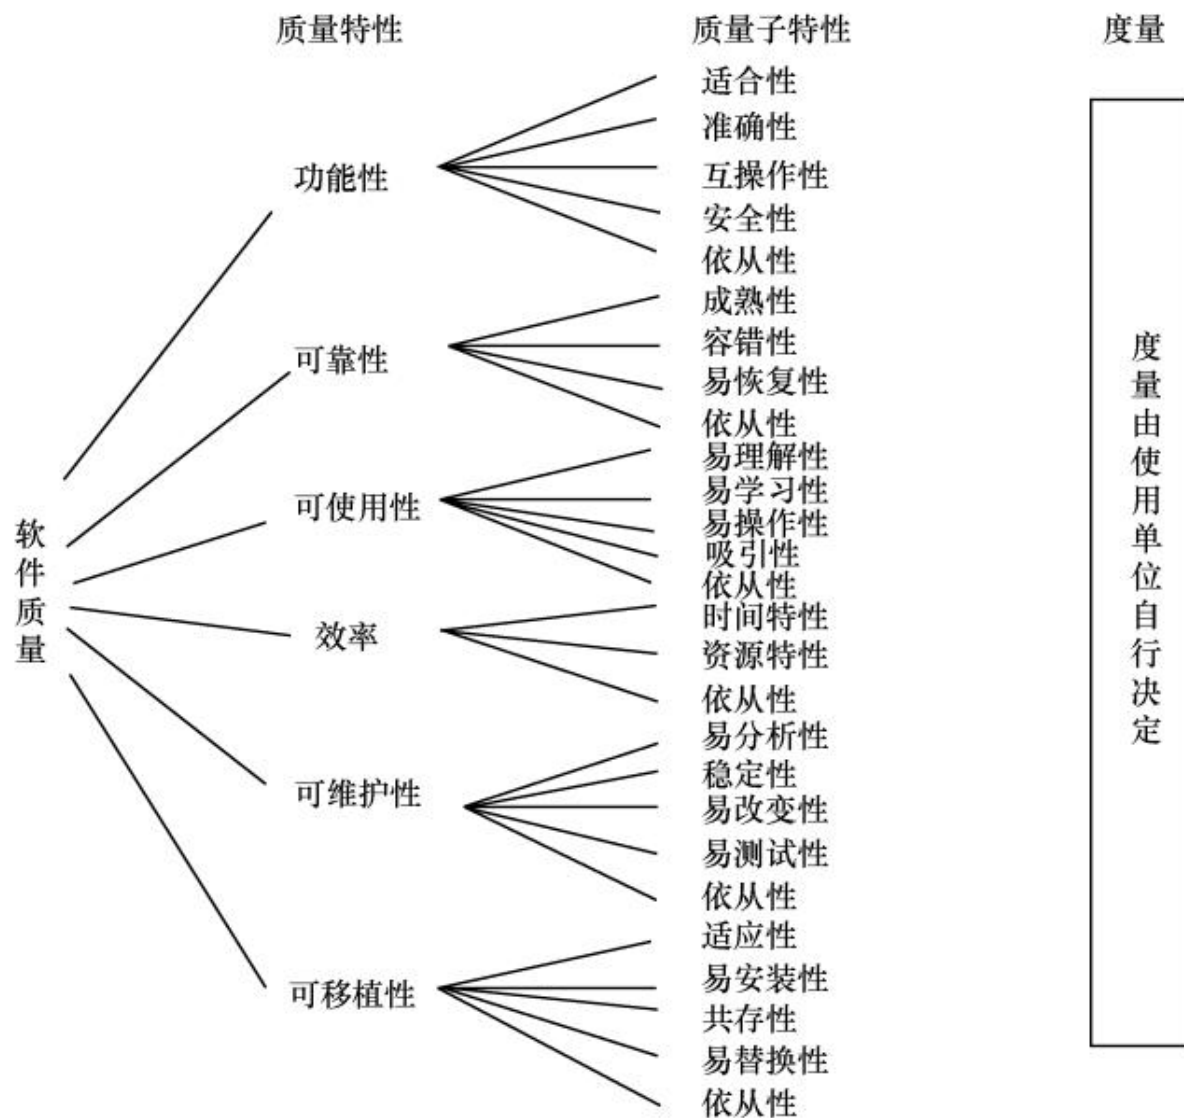 质量特性
质量子特性
度量
软件质量
功能性
适合性
准确性
互操作性
安全性
依从性
可靠性
成熟性
容错性
易恢复性
依从性
可使用性
易理解性
易学习性
易操作性
吸引性
依从性
效率
时间特性
资源特性
依从性
可维护性
易分析性
稳定性
易改变性
易测试性
依从性
可移植性
适应性
易安装性
共存性
易替换性
依从性
度量由使用单位自行决定